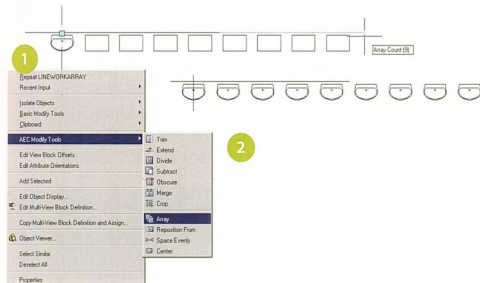 Array Count (9)
1
Repeat LINEWORKARRAY
Recent Input
Isolate Objects
Basic Modify Tools
Clipboard
AEC Modify Tools
Edit View Block Offsets
Edit Attribute Orientations
Add Selected
Edit Object Display...
Edit Multi-View Block Definition...
Copy Multi-View Block Definition and Assign...
Object Viewer...
Select Similar
Deselect All
Properties
2
Trim
Extend
Divide
Subtract
Obscure
Merge
Crop
Array
Reposition From
Space Evenly
Center